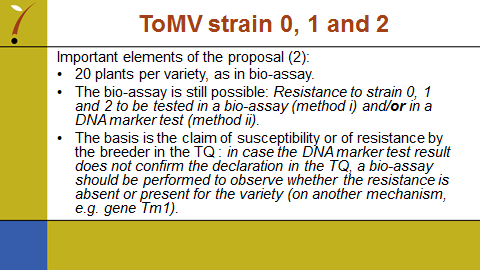 ToMV strain 0, 1 and 2
Important elements of the proposal (2):
• 20 plants per variety, as in bio-assay.
• The bio-assay is still possible: Resistance to strain 0, 1
and 2 to be tested in a bio-assay (method i) and/or in a
DNA marker test (method ii).
• The basis is the claim of susceptibility or of resistance by
the breeder in the TQ : in case the DNA marker test result
does not confirm the declaration in the TQ, a bio-assay
should be performed to observe whether the resistance is
absent or present for the variety (on another mechanism,
e.g. gene Tm1).